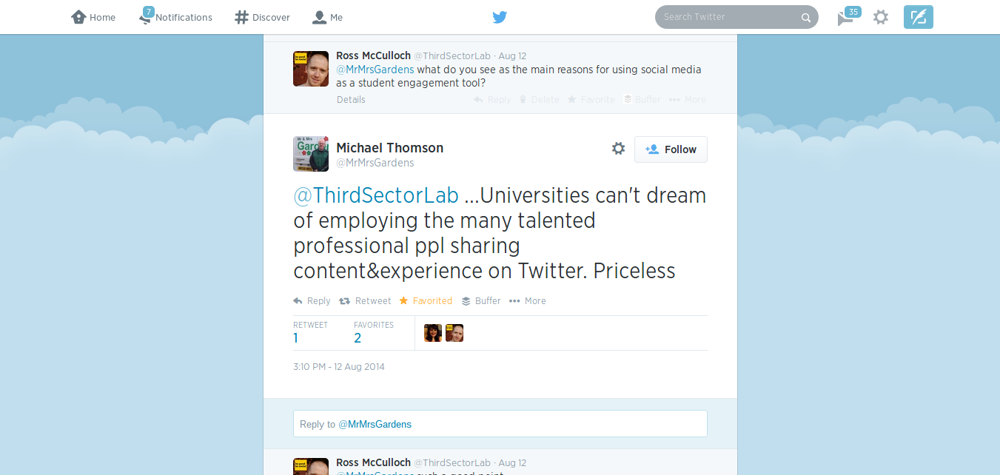 Home
7
Notifications
Discover
Me
Search Twitter
35
Ross McCulloch @ThirdSectorLab · Aug 12
@MrMrsGardens what do you see as the main reasons for using social media
as a student engagement tool?
Details
Reply Delete Favorite Buffer More
Mr & Mrs
Michael Thomson
@MrMrsGardens
Follow
@ThirdSectorLab ...Universities can't dream
of employing the many talented
professional ppl sharing
content&experience on Twitter. Priceless
Reply Retweet Favorited Buffer More
RETWEET
1
FAVORITES
2
3:10 PM - 12 Aug 2014
Reply to @MrMrsGardens
Ross McCulloch @ThirdSectorLab · Aug 12
@MrMrsGardens such a good point